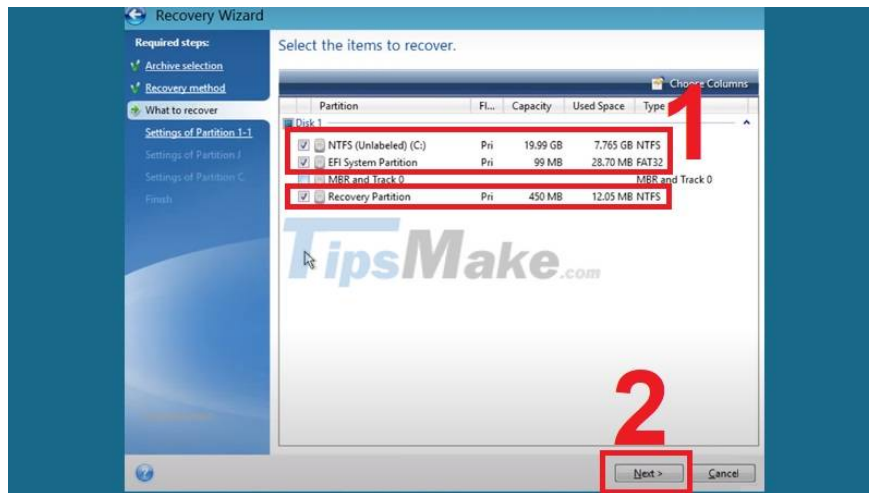 Recovery Wizard
Required steps:
Archive selection
Recovery method
What to recover
Settings of Partition 1-1
Settings of Partition J
Settings of Partition C
Finish
Select the items to recover.
Choose Columns
Partition Fl... Capacity Used Space Type
Disk 1
NTFS (Unlabeled) (C:) Pri 19.99 GB 7.765 GB NTFS
EFI System Partition Pri 99 MB 28.70 MB FAT32
MBR and Track 0 MBR and Track 0
Recovery Partition Pri 450 MB 12.05 MB NTFS
1
TipsMake.com
2
Next >
Cancel